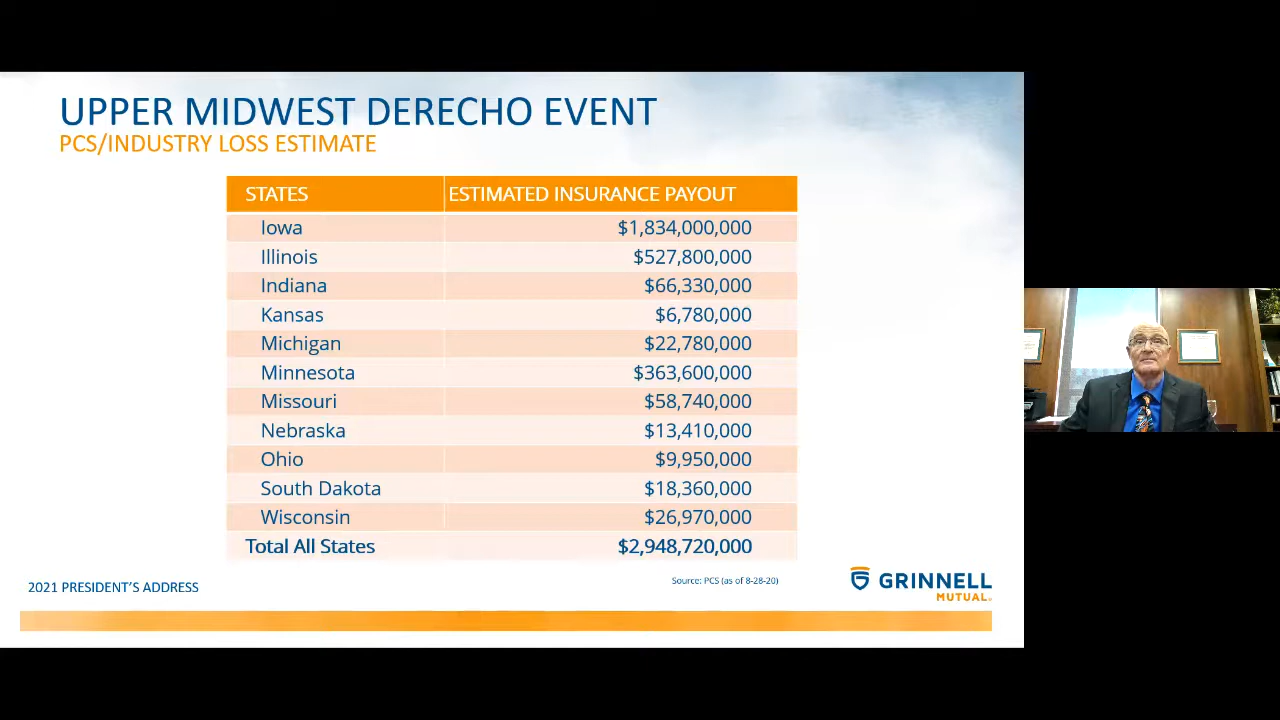 UPPER MIDWEST DERECHO EVENT
PCS/INDUSTRY LOSS ESTIMATE
STATES ESTIMATED INSURANCE PAYOUT
Iowa $1,834,000,000
Illinois $527,800,000
Indiana $66,330,000
Kansas $6,780,000
Michigan $22,780,000
Minnesota $363,600,000
Missouri $58,740,000
Nebraska $13,410,000
Ohio $9,950,000
South Dakota $18,360,000
Wisconsin $26,970,000
Total All States $2,948,720,000
Source: PCS (as of 8-28-20)
2021 PRESIDENT'S ADDRESS
GRINNELL
MUTUAL